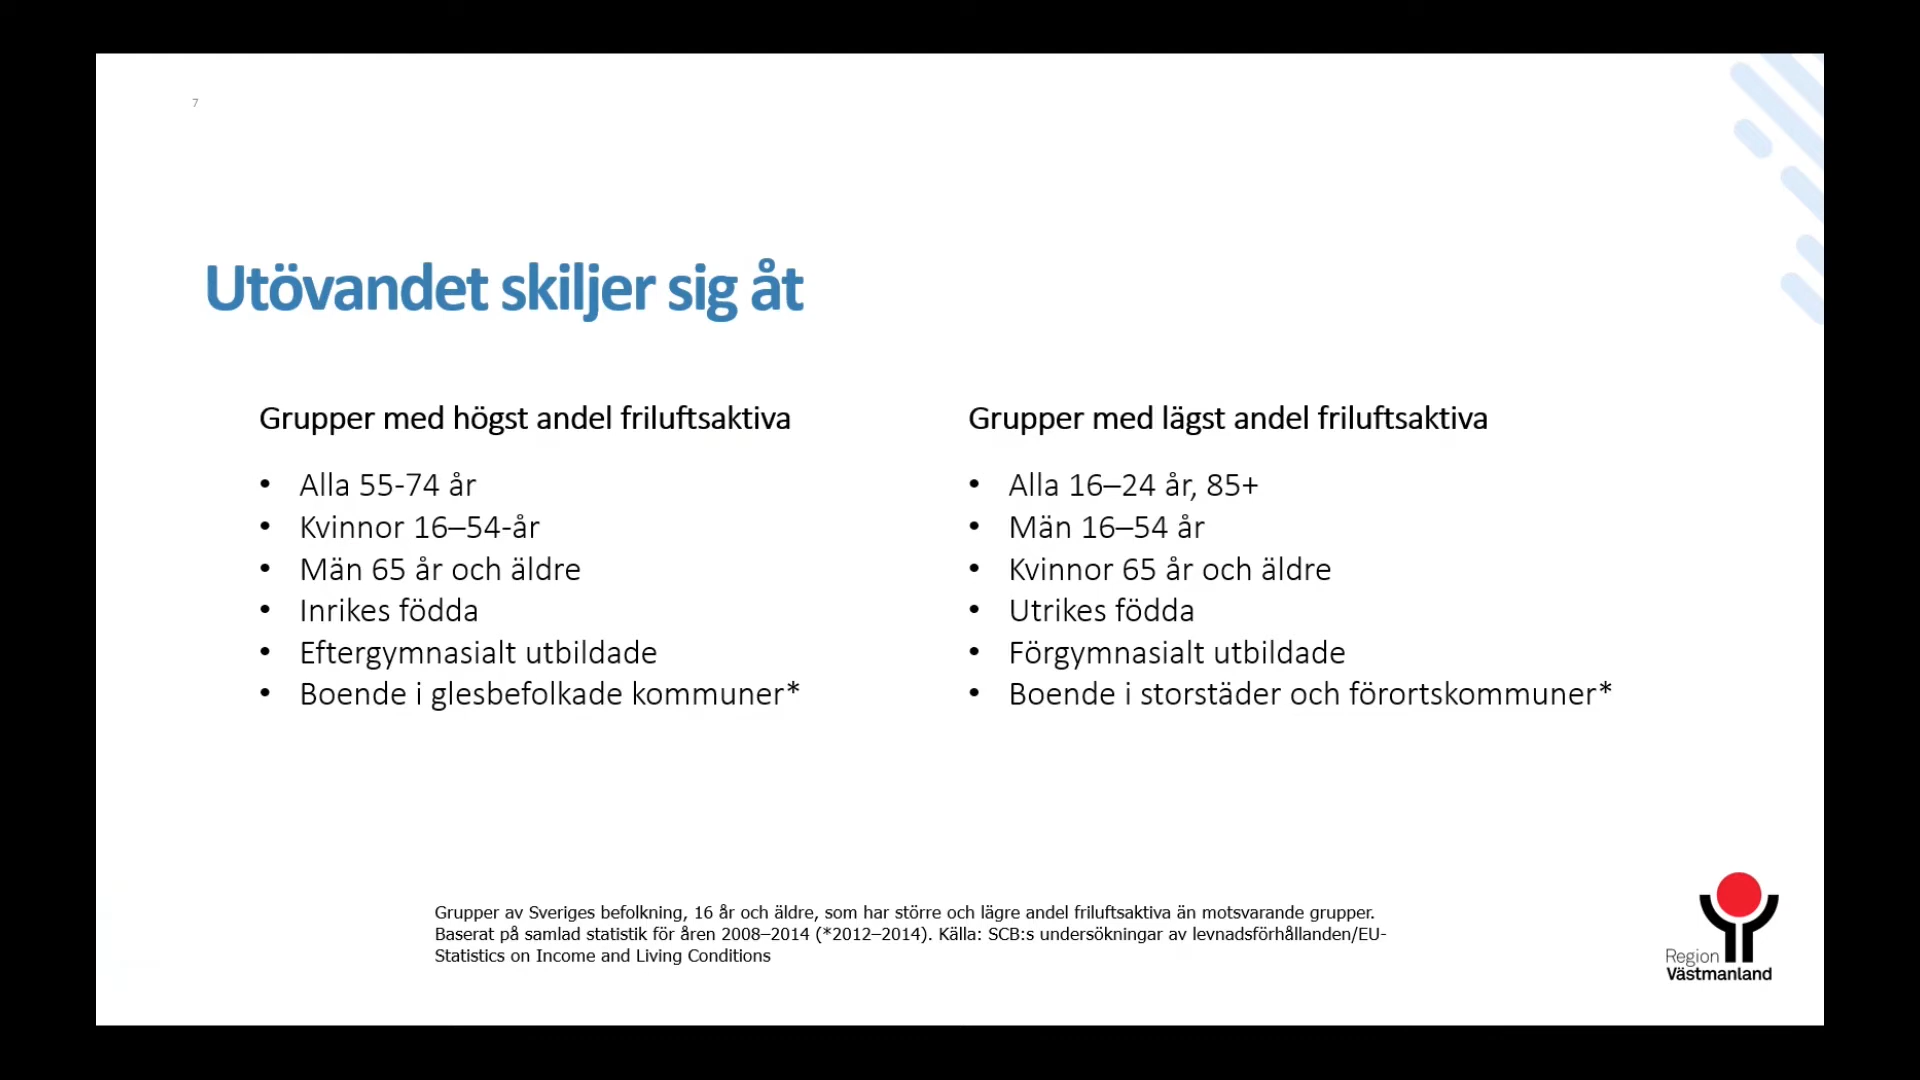 7
Utövandet skiljer sig åt
Grupper med högst andel friluftsaktiva
• Alla 55-74 år
• Kvinnor 16–54-år
• Män 65 år och äldre
• Inrikes födda
• Eftergymnasialt utbildade
• Boende i glesbefolkade kommuner*
Grupper med lägst andel friluftsaktiva
• Alla 16–24 år, 85+
• Män 16–54 år
• Kvinnor 65 år och äldre
• Utrikes födda
• Förgymnasialt utbildade
• Boende i storstäder och förortskommuner*
Grupper av Sveriges befolkning, 16 år och äldre, som har större och lägre andel friluftsaktiva än motsvarande grupper.
Baserat på samlad statistik för åren 2008–2014 (*2012–2014). Källa: SCB:s undersökningar av levnadsförhållanden/EU-
Statistics on Income and Living Conditions
Region
Västmanland